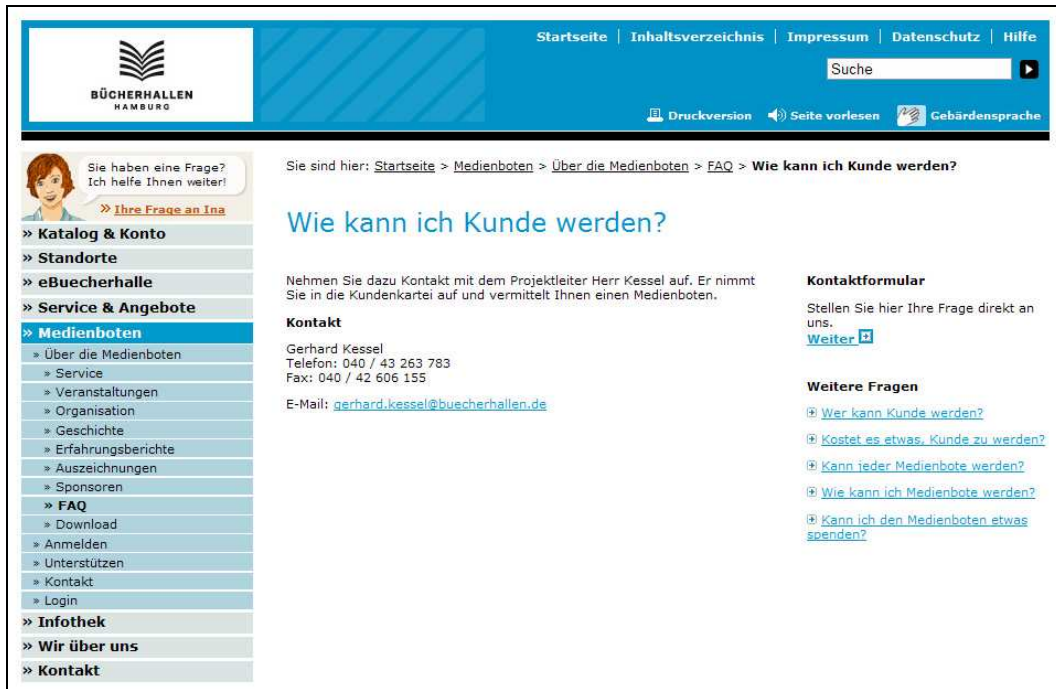 BÜCHERHALLEN
HAMBURG
Startseite | Inhaltsverzeichnis | Impressum | Datenschutz | Hilfe
Suche
Druckversion Seite vorlesen Gebärdensprache
Sie haben eine Frage?
Ich helfe Ihnen weiter!
» Ihre Frage an Ina
» Katalog & Konto
» Standorte
» eBuecherhalle
» Service & Angebote
» Medienboten
» Über die Medienboten
» Service
» Veranstaltungen
» Organisation
» Geschichte
» Erfahrungsberichte
» Auszeichnungen
» Sponsoren
» FAQ
» Download
» Anmelden
» Unterstützen
» Kontakt
» Login
» Infothek
» Wir über uns
» Kontakt
Sie sind hier: Startseite > Medienboten > Über die Medienboten > FAQ > Wie kann ich Kunde werden?
Wie kann ich Kunde werden?
Nehmen Sie dazu Kontakt mit dem Projektleiter Herr Kessel auf. Er nimmt
Sie in die Kundenkartei auf und vermittelt Ihnen einen Medienboten.
Kontakt
Gerhard Kessel
Telefon: 040 / 43 263 783
Fax: 040 / 42 606 155
E-Mail: gerhard.kessel@buecherhallen.de
Kontaktformular
Stellen Sie hier Ihre Frage direkt an
uns.
Weiter
Weitere Fragen
Wer kann Kunde werden?
Kostet es etwas, Kunde zu werden?
Kann jeder Medienbote werden?
Wie kann ich Medienbote werden?
Kann ich den Medienboten etwas
spenden?